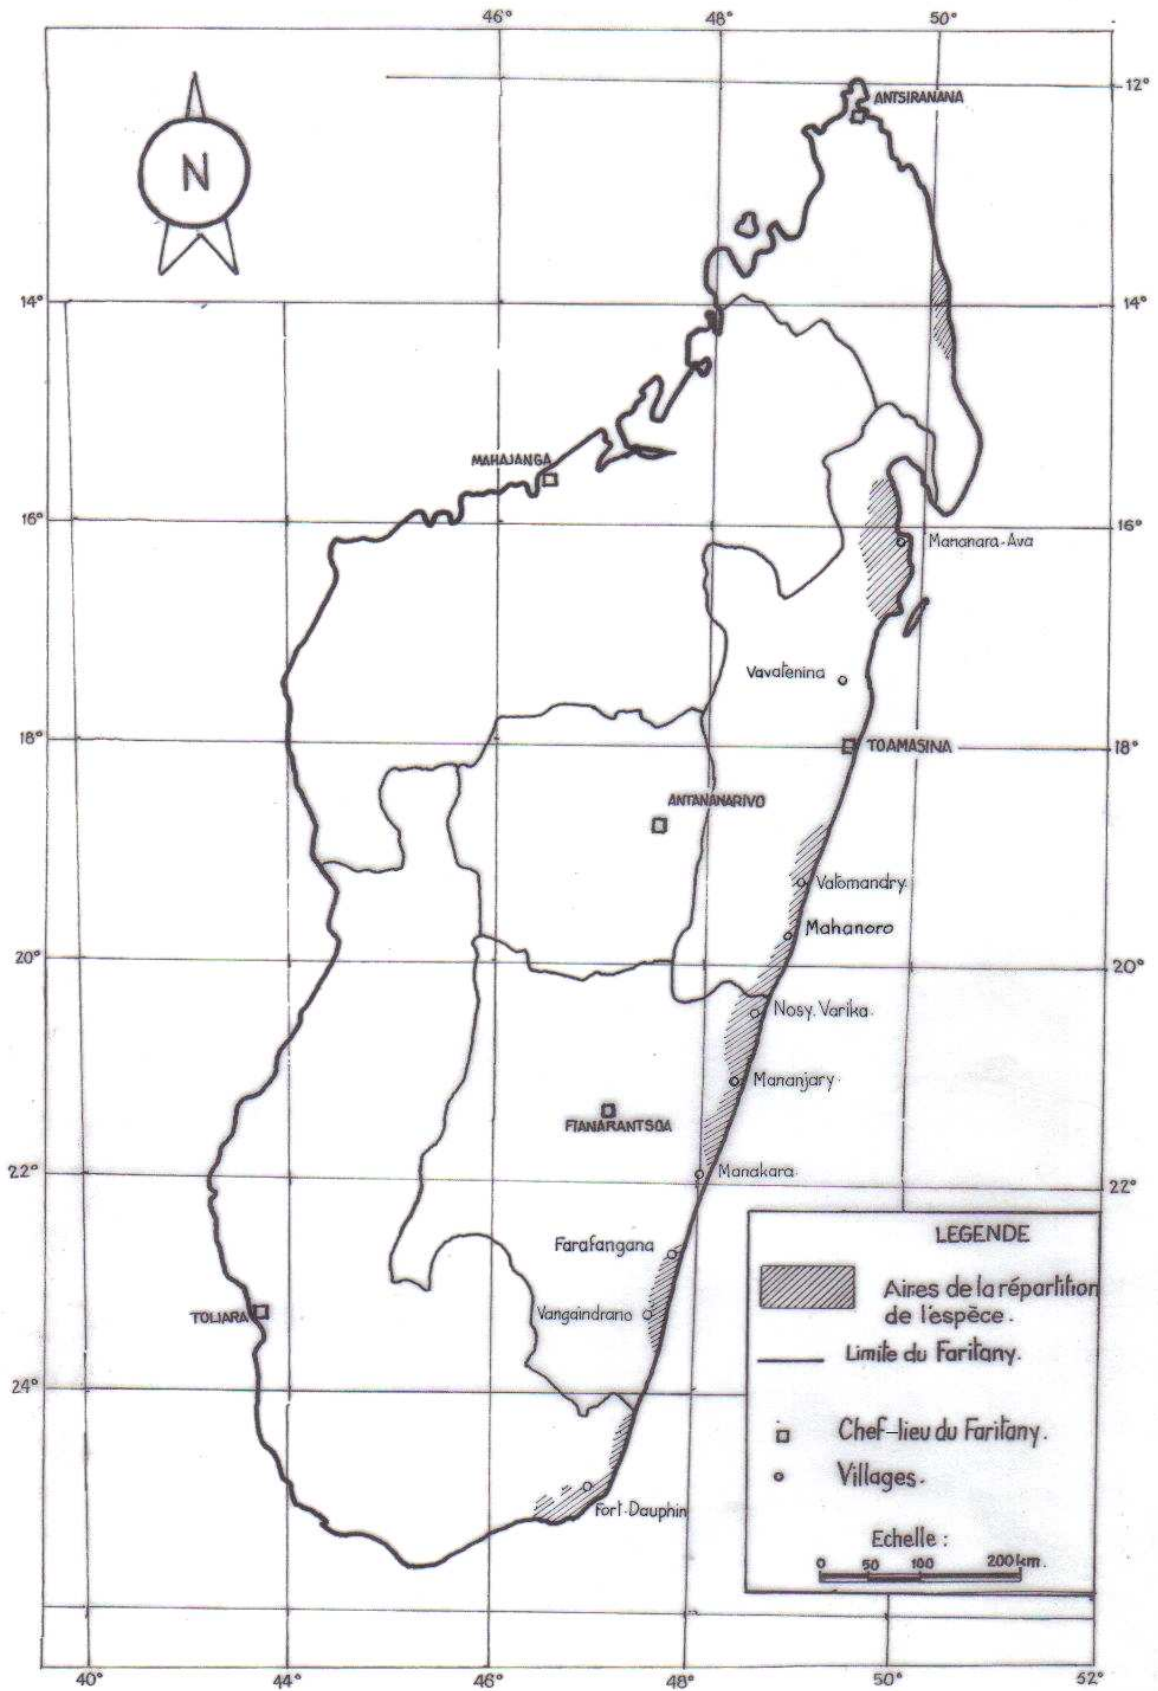 46° 48° 50°
12°
ANTSIRANANA
N
14° 14°
MAHAJANGA
16° 16°
Mananara-Ava
Vavatenina
18° 18°
TOAMASINA
ANTANANARIVO
Vatomandry
Mahanoro
20° 20°
Nosy.Varika.
Mananjary.
FIANARANTSOA
22° Manakara. 22°
LEGENDE
Farafangana
Aires de la répartition
de l'espèce.
Vangaindrano
TOLIARA
Limite du Faritany.
24°
Chef-lieu du Faritany.
Villages.
Fort-Dauphin
Echelle :
0 50 100 200km.
40° 44° 46° 48° 50° 52°